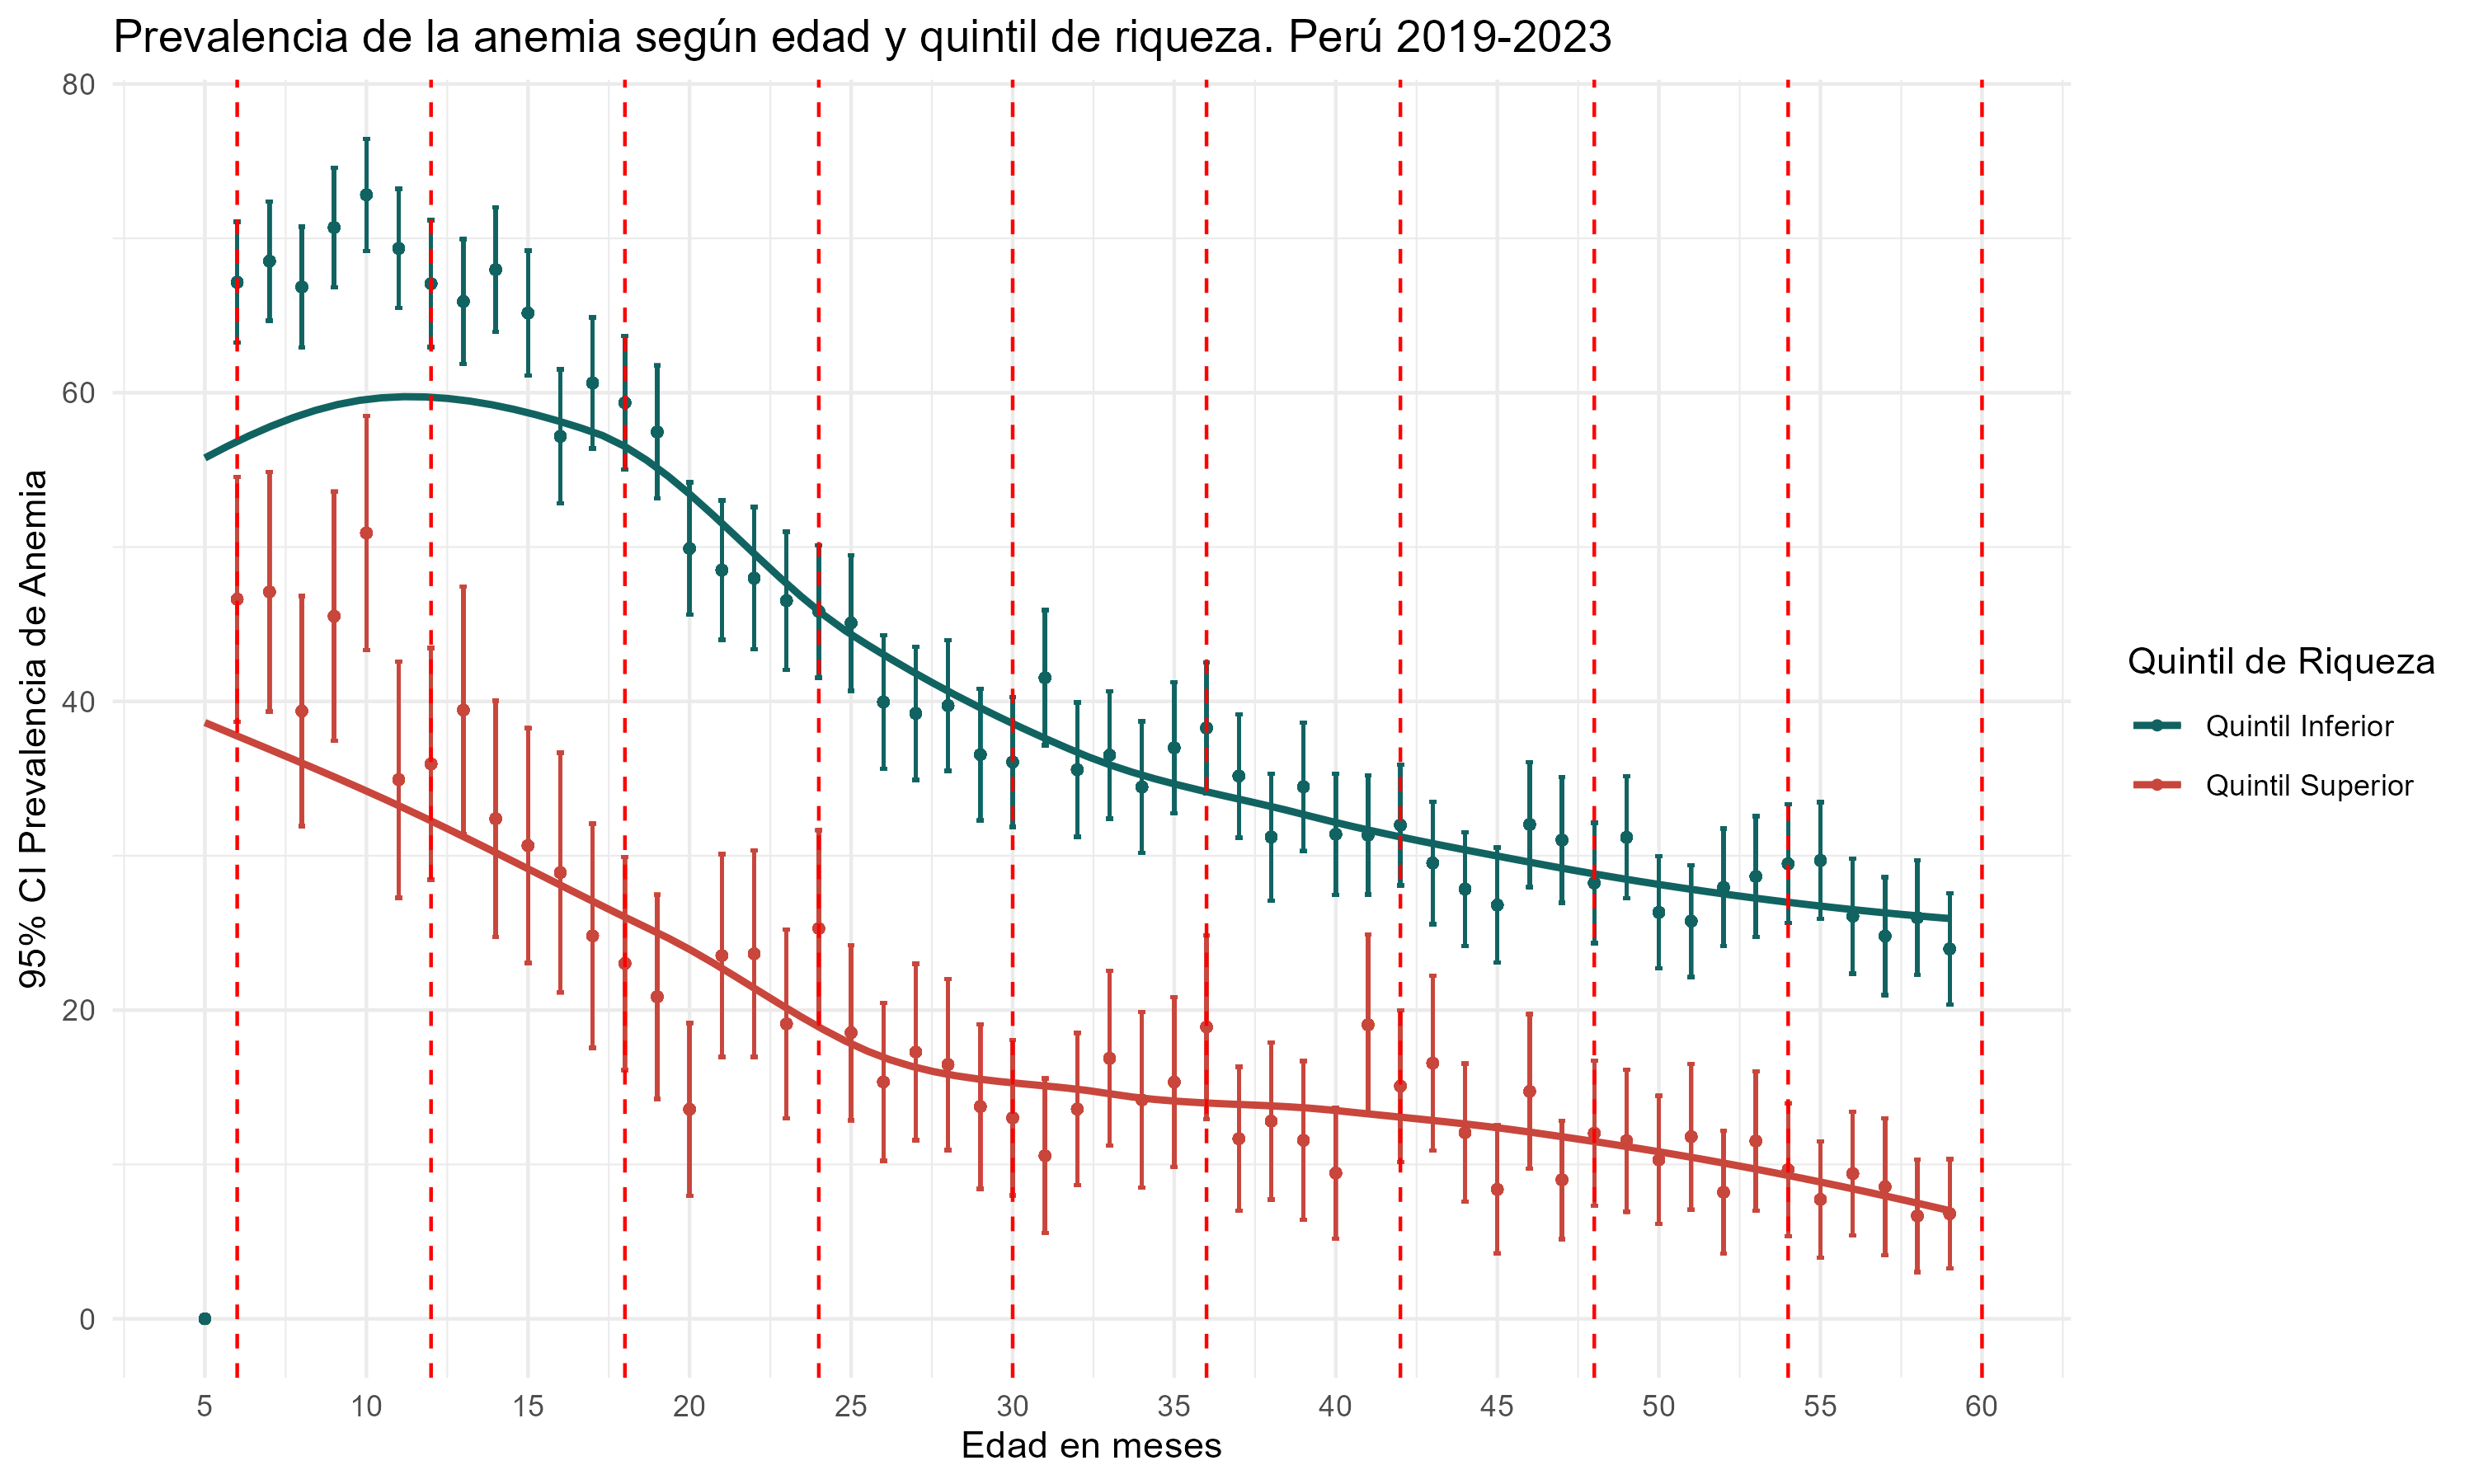 Prevalencia de la anemia según edad y quintil de riqueza. Perú 2019-2023
95% CI Prevalencia de Anemia
80
60
40
20
0
5 10 15 20 25 30 35 40 45 50 55 60
Edad en meses
Quintil de Riqueza
Quintil Inferior
Quintil Superior